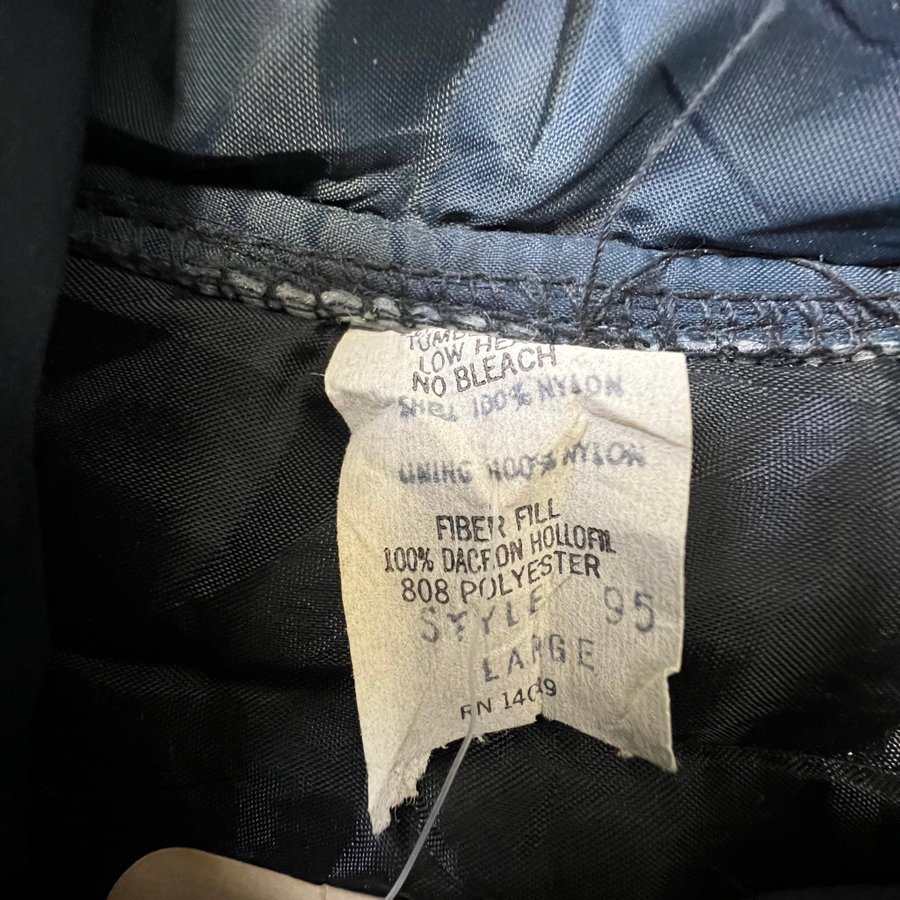 LOW HEAT
NO BLEACH
SHELL 100% NYLON
LINING 100% NYLON
FIBER FILL
100% DACRON HOLLOFIL
808 POLYESTER
STYLE 95
LARGE
RN